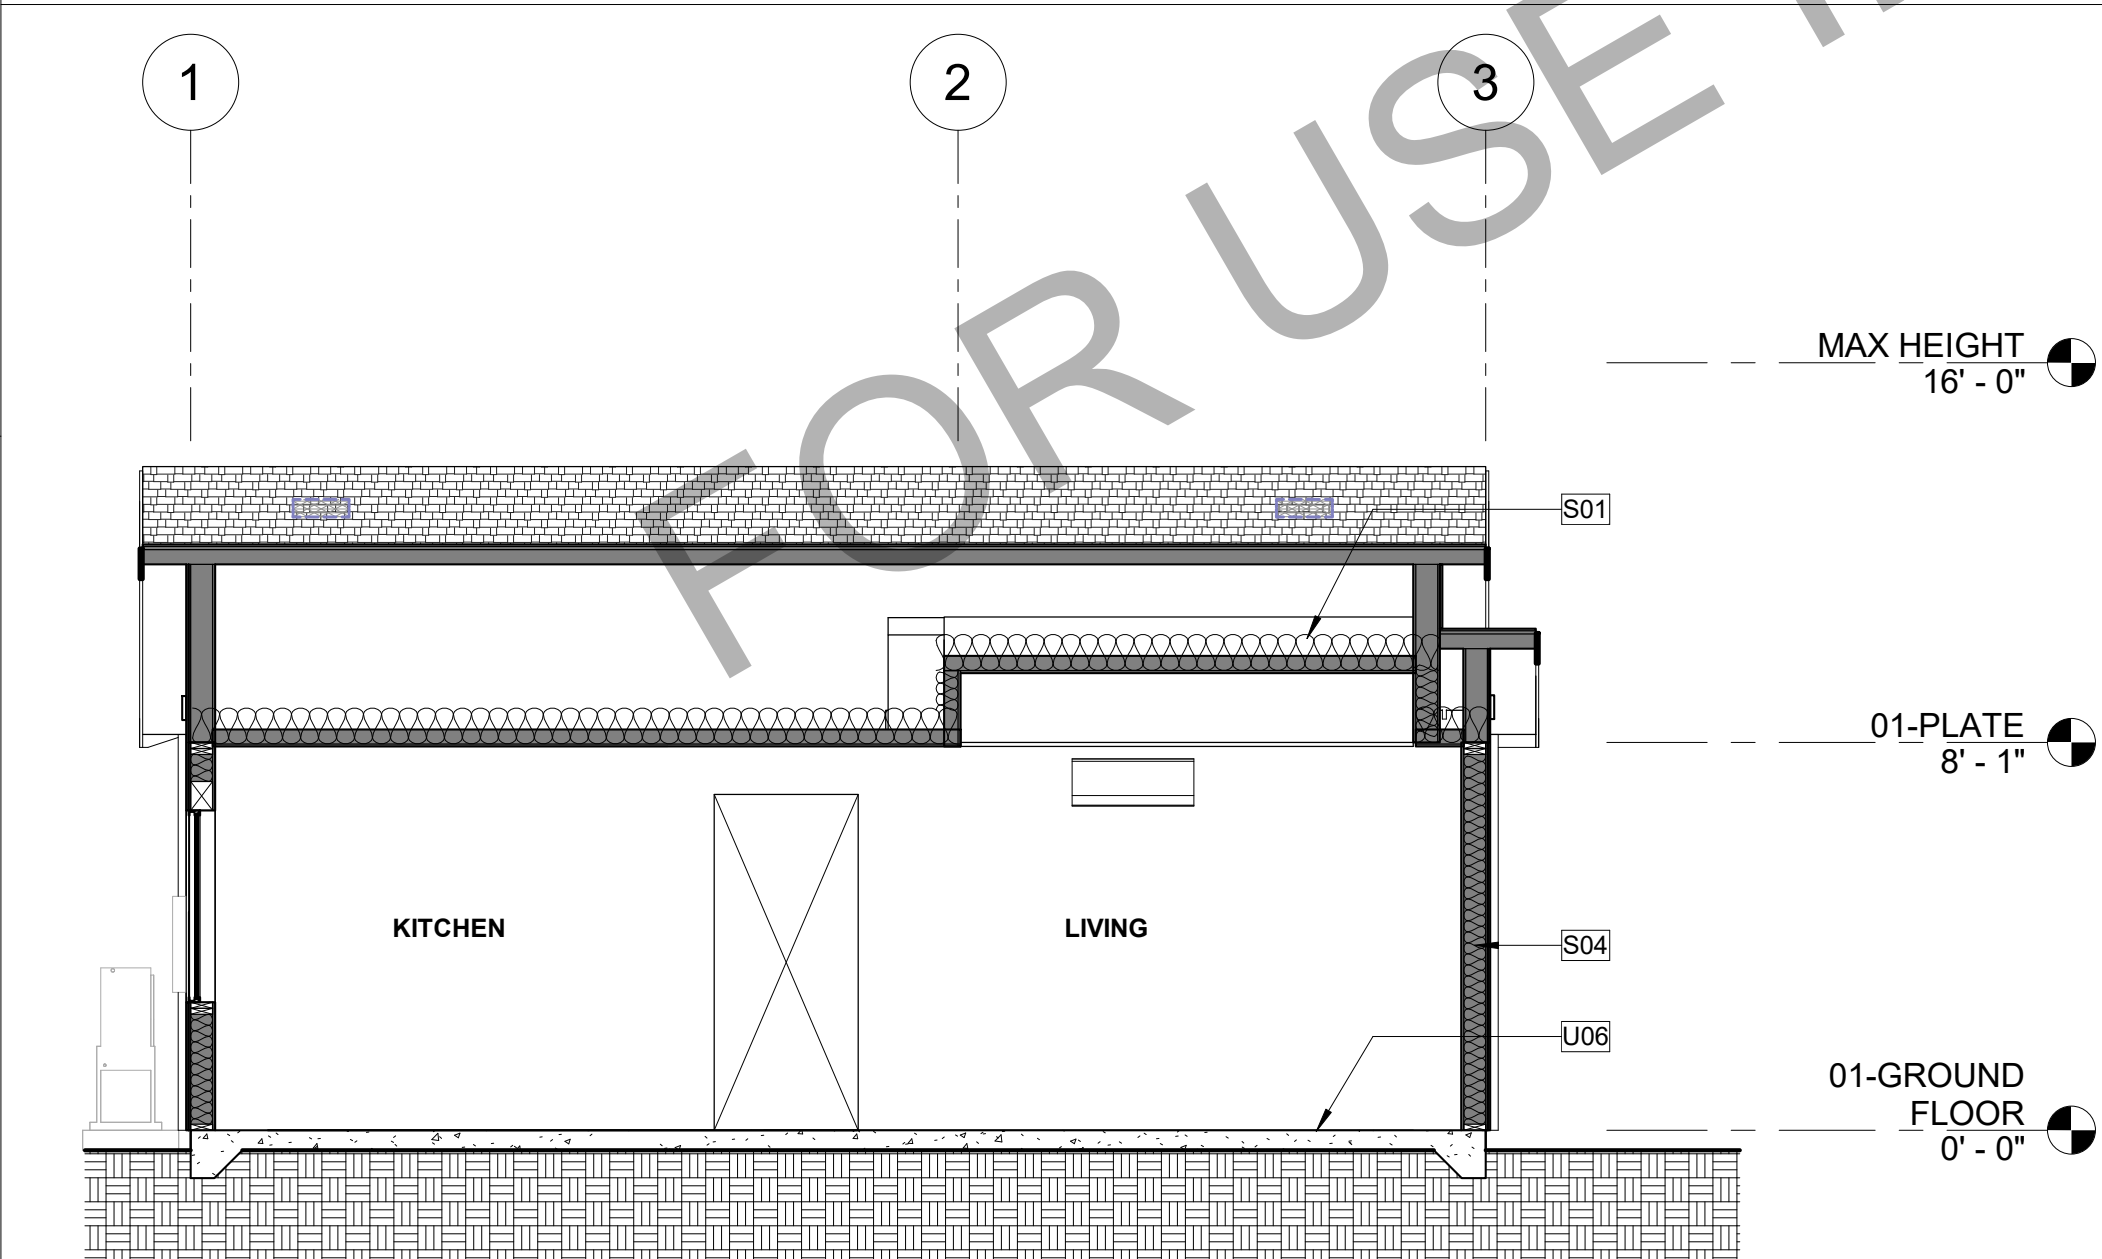 1
2
3
FOR USE
MAX HEIGHT
16' - 0"
S01
01-PLATE
8' - 1"
KITCHEN
LIVING
S04
U06
01-GROUND
FLOOR
0' - 0"